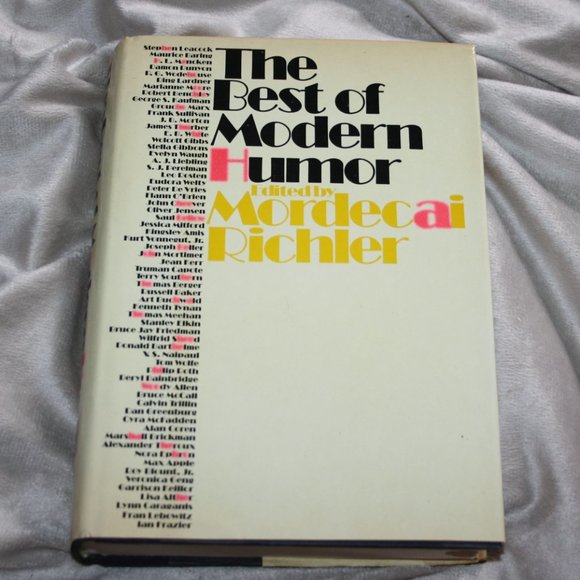 Stephen Leacock
Maurice Baring
H. L. Mencken
Damon Runyon
P. G. Wodehouse
Ring Lardner
Marianne Moore
Robert Benchley
George S. Kaufman
Groucho Marx
Frank Sullivan
J. B. Morton
James Thurber
E. B. White
Wolcott Gibbs
Stella Gibbons
Evelyn Waugh
A. J. Liebling
S. J. Perelman
Leo Rosten
Eudora Welty
Peter De Vries
Flann O'Brien
John Cheever
Oliver Jensen
Saul Bellow
Jessica Mitford
Kingsley Amis
Kurt Vonnegut, Jr.
Joseph Heller
John Mortimer
Jean Kerr
Truman Capote
Terry Southern
Thomas Berger
Russell Baker
Art Buchwald
Kenneth Tynan
Thomas Meehan
Stanley Elkin
Bruce Jay Friedman
Wilfrid Sheed
Donald Barthelme
V. S. Naipaul
Tom Wolfe
Philip Roth
Beryl Bainbridge
Woody Allen
Bruce McCall
Calvin Trillin
Dan Greenburg
Cyra McFadden
Alan Coren
Marshall Brickman
Alexander Theroux
Nora Ephron
Max Apple
Roy Blount, Jr.
Veronica Geng
Garrison Keillor
Lisa Alther
Lynn Caraganis
Fran Lebowitz
Ian Frazier
The
Best of
Modern
Humor
Edited by
Mordecai
Richler